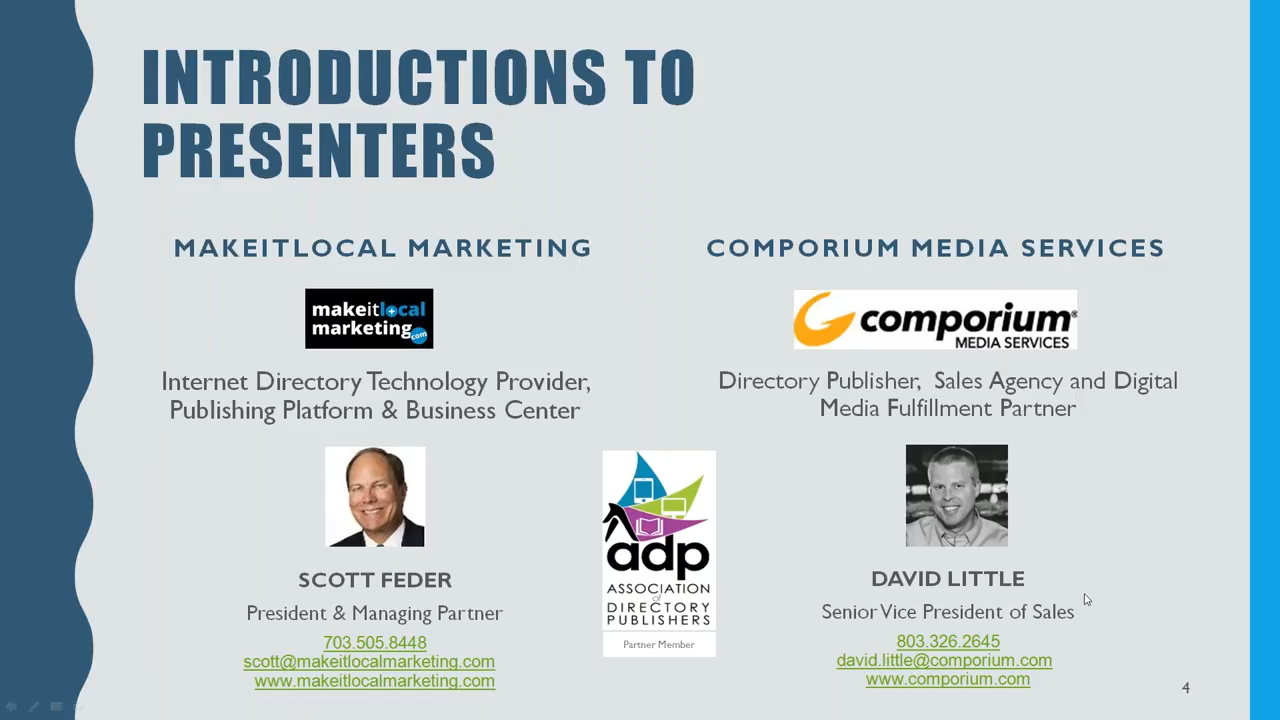 INTRODUCTIONS TO
PRESENTERS
MAKEITLOCAL MARKETING
makeitlocal
marketing.com
Internet Directory Technology Provider,
Publishing Platform & Business Center
SCOTT FEDER
President & Managing Partner
703.505.8448
scott@makeitlocalmarketing.com
www.makeitlocalmarketing.com
adp
ASSOCIATION
of
DIRECTORY
PUBLISHERS
Partner Member
COMPORIUM MEDIA SERVICES
comporium®
MEDIA SERVICES
Directory Publisher, Sales Agency and Digital
Media Fulfillment Partner
DAVID LITTLE
Senior Vice President of Sales
803.326.2645
david.little@comporium.com
www.comporium.com
4